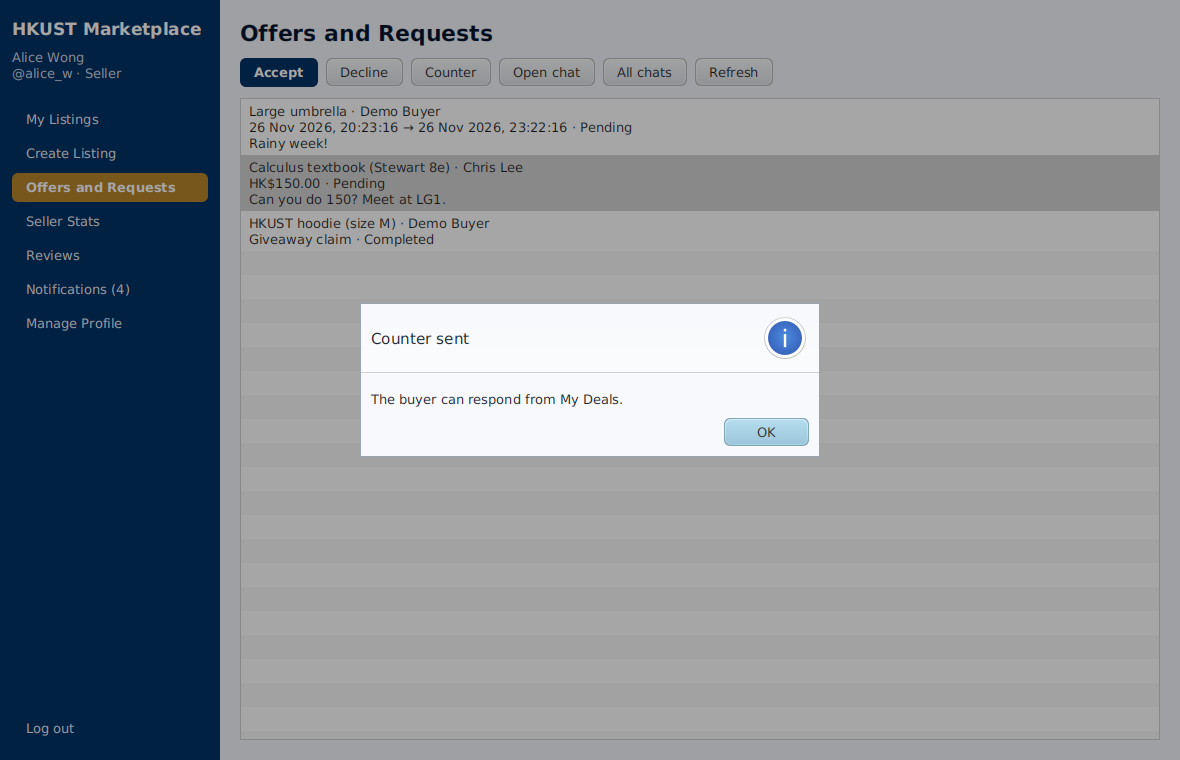 HKUST Marketplace
Alice Wong
@alice_w · Seller
My Listings
Create Listing
Offers and Requests
Seller Stats
Reviews
Notifications (4)
Manage Profile
Log out
Offers and Requests
Accept
Decline
Counter
Open chat
All chats
Refresh
Large umbrella · Demo Buyer
26 Nov 2026, 20:23:16 → 26 Nov 2026, 23:22:16 · Pending
Rainy week!
Calculus textbook (Stewart 8e) · Chris Lee
HK$150.00 · Pending
Can you do 150? Meet at LG1.
HKUST hoodie (size M) · Demo Buyer
Giveaway claim · Completed
Counter sent
i
The buyer can respond from My Deals.
OK